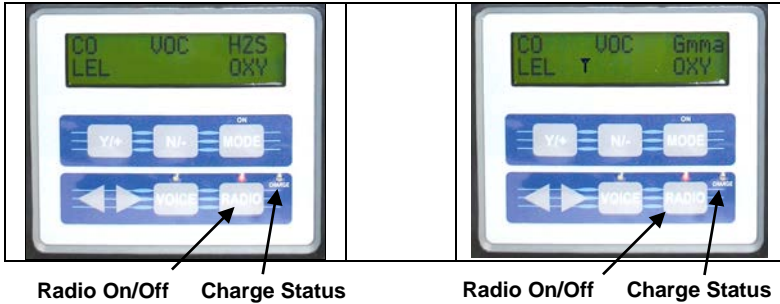 CO VOC H2S
LEL OXY
ON
Y/+ N/- MODE
CHARGE
VOICE RADIO
Radio On/Off Charge Status
CO VOC Gmma
LEL OXY
ON
Y/+ N/- MODE
CHARGE
VOICE RADIO
Radio On/Off Charge Status